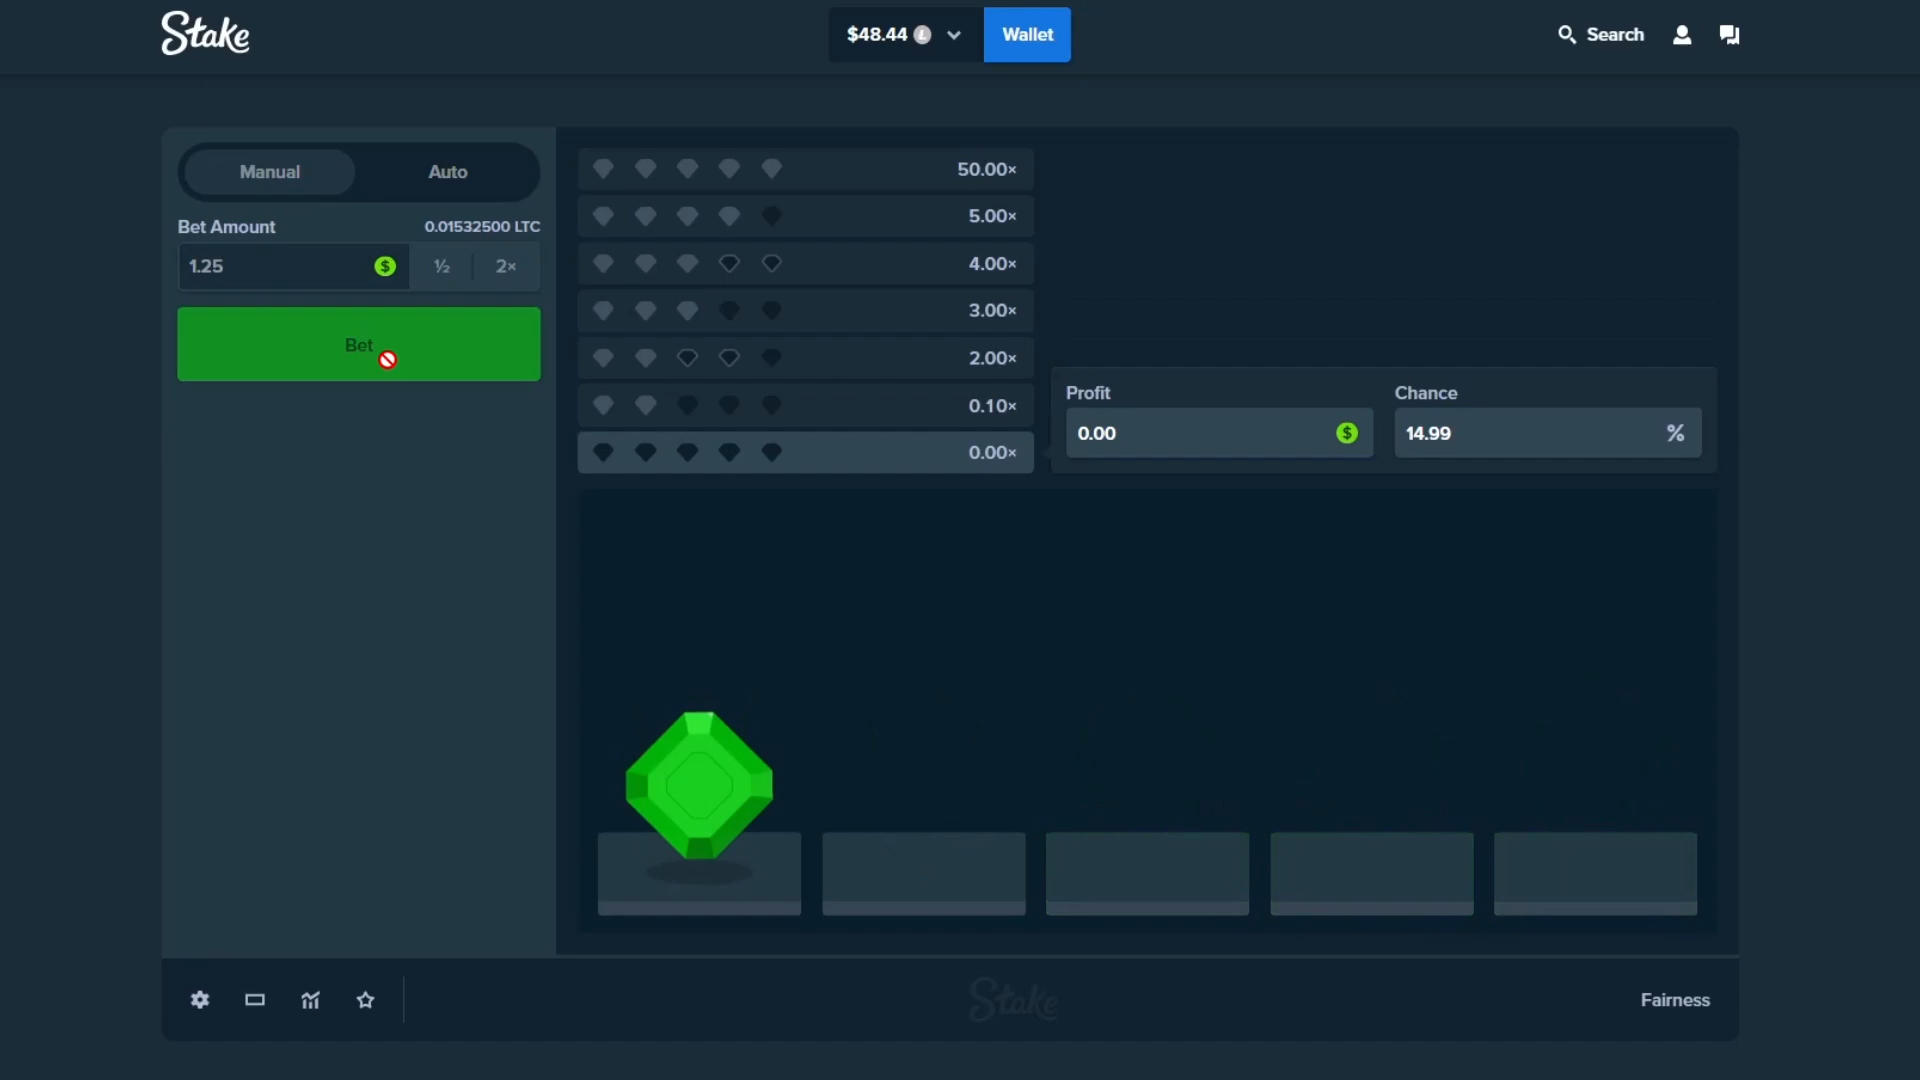 Stake
$48.44
Wallet
Search
Manual
Auto
Bet Amount
0.01532500 LTC
1.25
$
½
2×
Bet
50.00×
5.00×
4.00×
3.00×
2.00×
0.10×
0.00×
Profit
Chance
0.00
$
14.99
%
Stake
Fairness